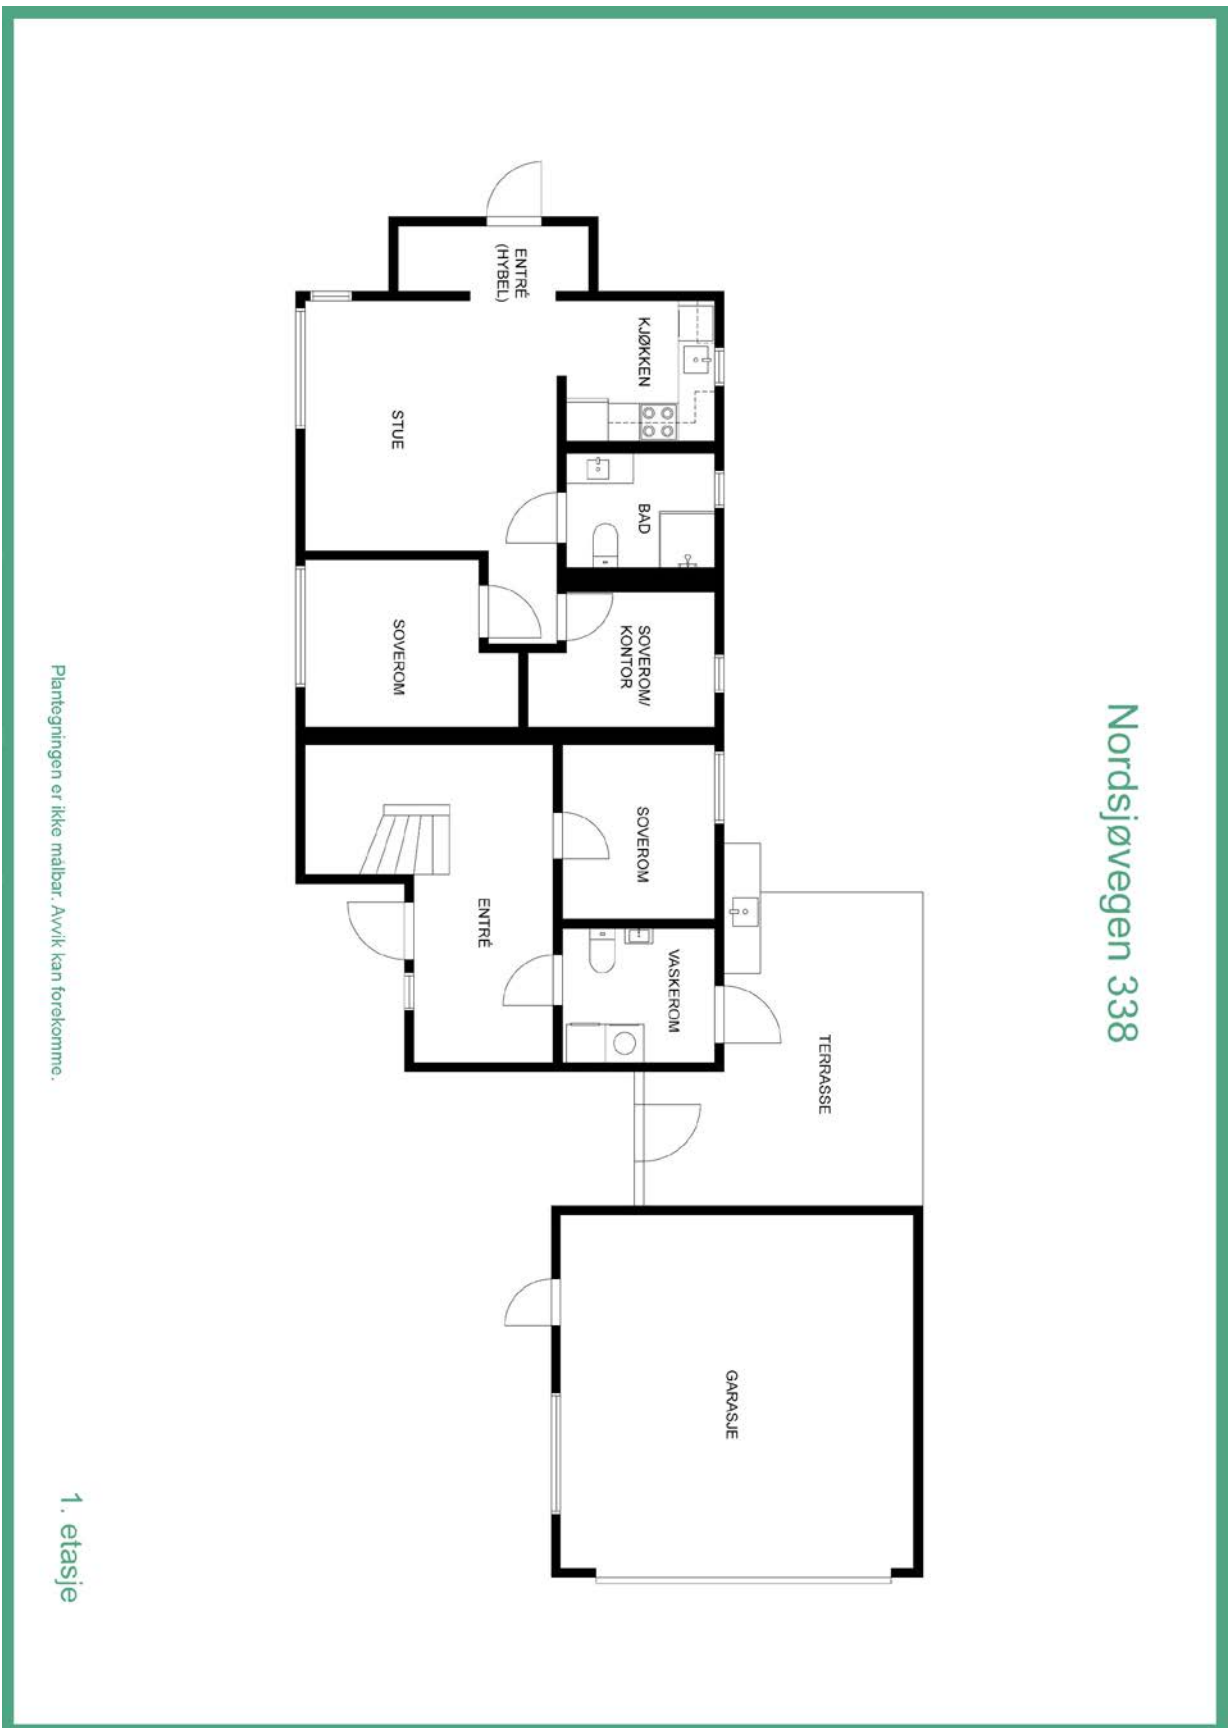 Nordsjøvegen 338
TERRASSE
GARASJE
KJØKKEN
BAD
SOVEROM/
KONTOR
SOVEROM
VASKEROM
ENTRÉ
(HYBEL)
ENTRÉ
STUE
SOVEROM
Plantegningen er ikke målbar. Avvik kan forekomme.
1. etasje